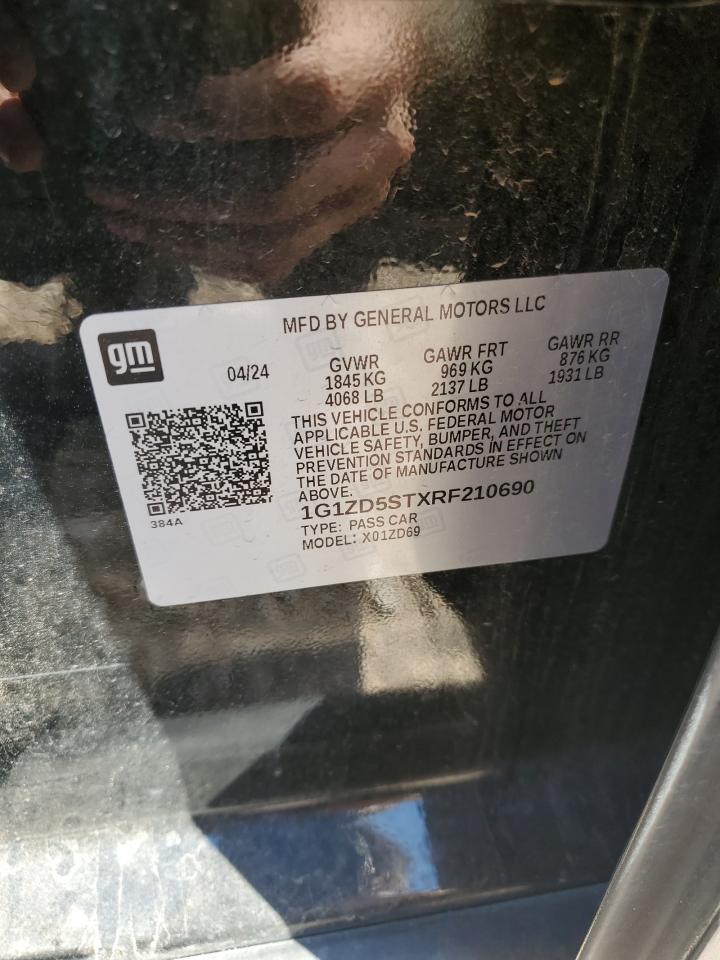 MFD BY GENERAL MOTORS LLC
gm
04/24
GVWR GAWR FRT GAWR RR
1845 KG 969 KG 876 KG
4068 LB 2137 LB 1931 LB
THIS VEHICLE CONFORMS TO ALL
APPLICABLE U.S. FEDERAL MOTOR
VEHICLE SAFETY, BUMPER, AND THEFT
PREVENTION STANDARDS IN EFFECT ON
THE DATE OF MANUFACTURE SHOWN
ABOVE.
1G1ZD5STXRF210690
TYPE: PASS CAR
MODEL: X01ZD69
384A